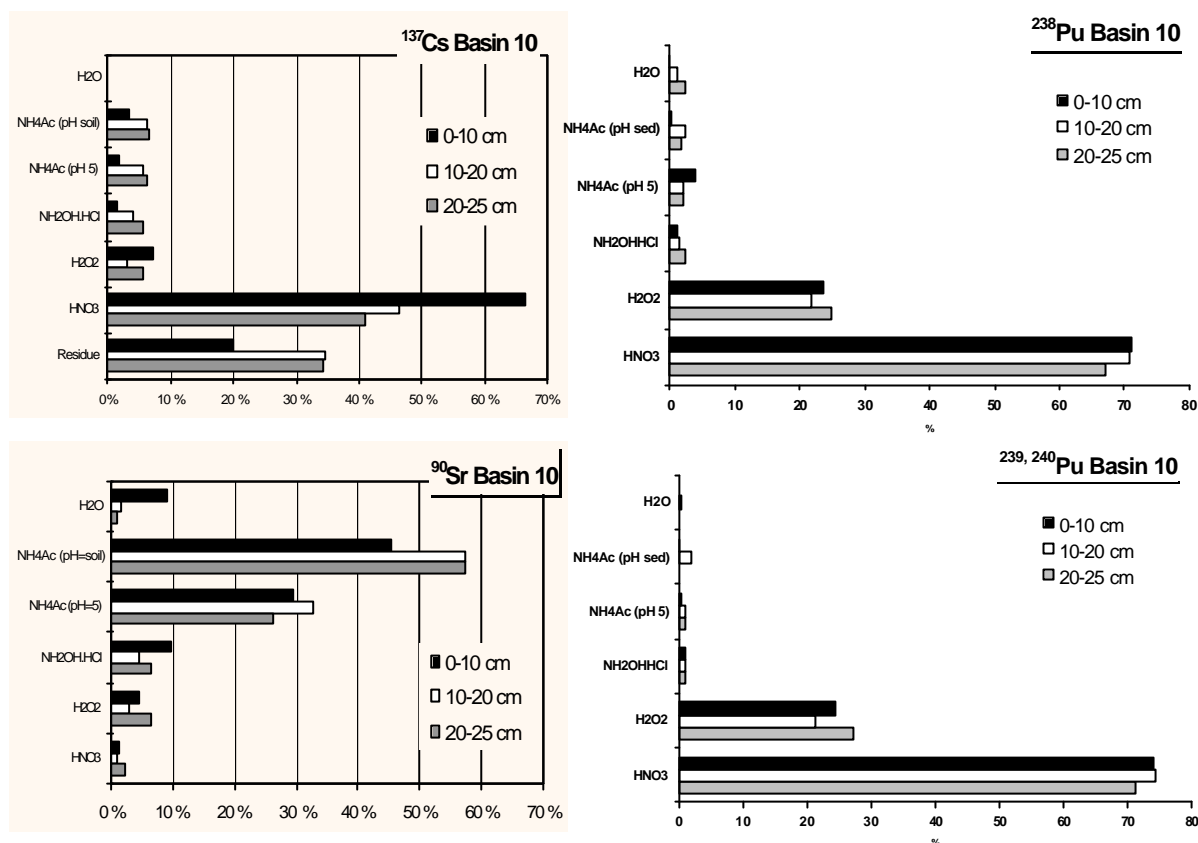 137Cs Basin 10
H2O
NH4Ac (pH soil)
NH4Ac (pH 5)
NH2OH.HCl
H2O2
HNO3
Residue
0-10 cm
10-20 cm
20-25 cm
0% 10 % 20 % 30 % 40 % 50 % 60 % 70%
238Pu Basin 10
H2O
NH4Ac (pH sed)
NH4Ac (pH 5)
NH2OHHCl
H2O2
HNO3
0-10 cm
10-20 cm
20-25 cm
0 10 20 30 40 50 60 70 80
%
90Sr Basin 10
H2O
NH4Ac (pH=soil)
NH4Ac (pH=5)
NH2OH.HCl
H2O2
HNO3
0-10 cm
10-20 cm
20-25 cm
0 % 10 % 20 % 30 % 40 % 50 % 60 % 70 %
239, 240Pu Basin 10
H2O
NH4Ac (pH sed)
NH4Ac (pH 5)
NH2OHHCl
H2O2
HNO3
0-10 cm
10-20 cm
20-25 cm
0 10 20 30 40 50 60 70 80
%